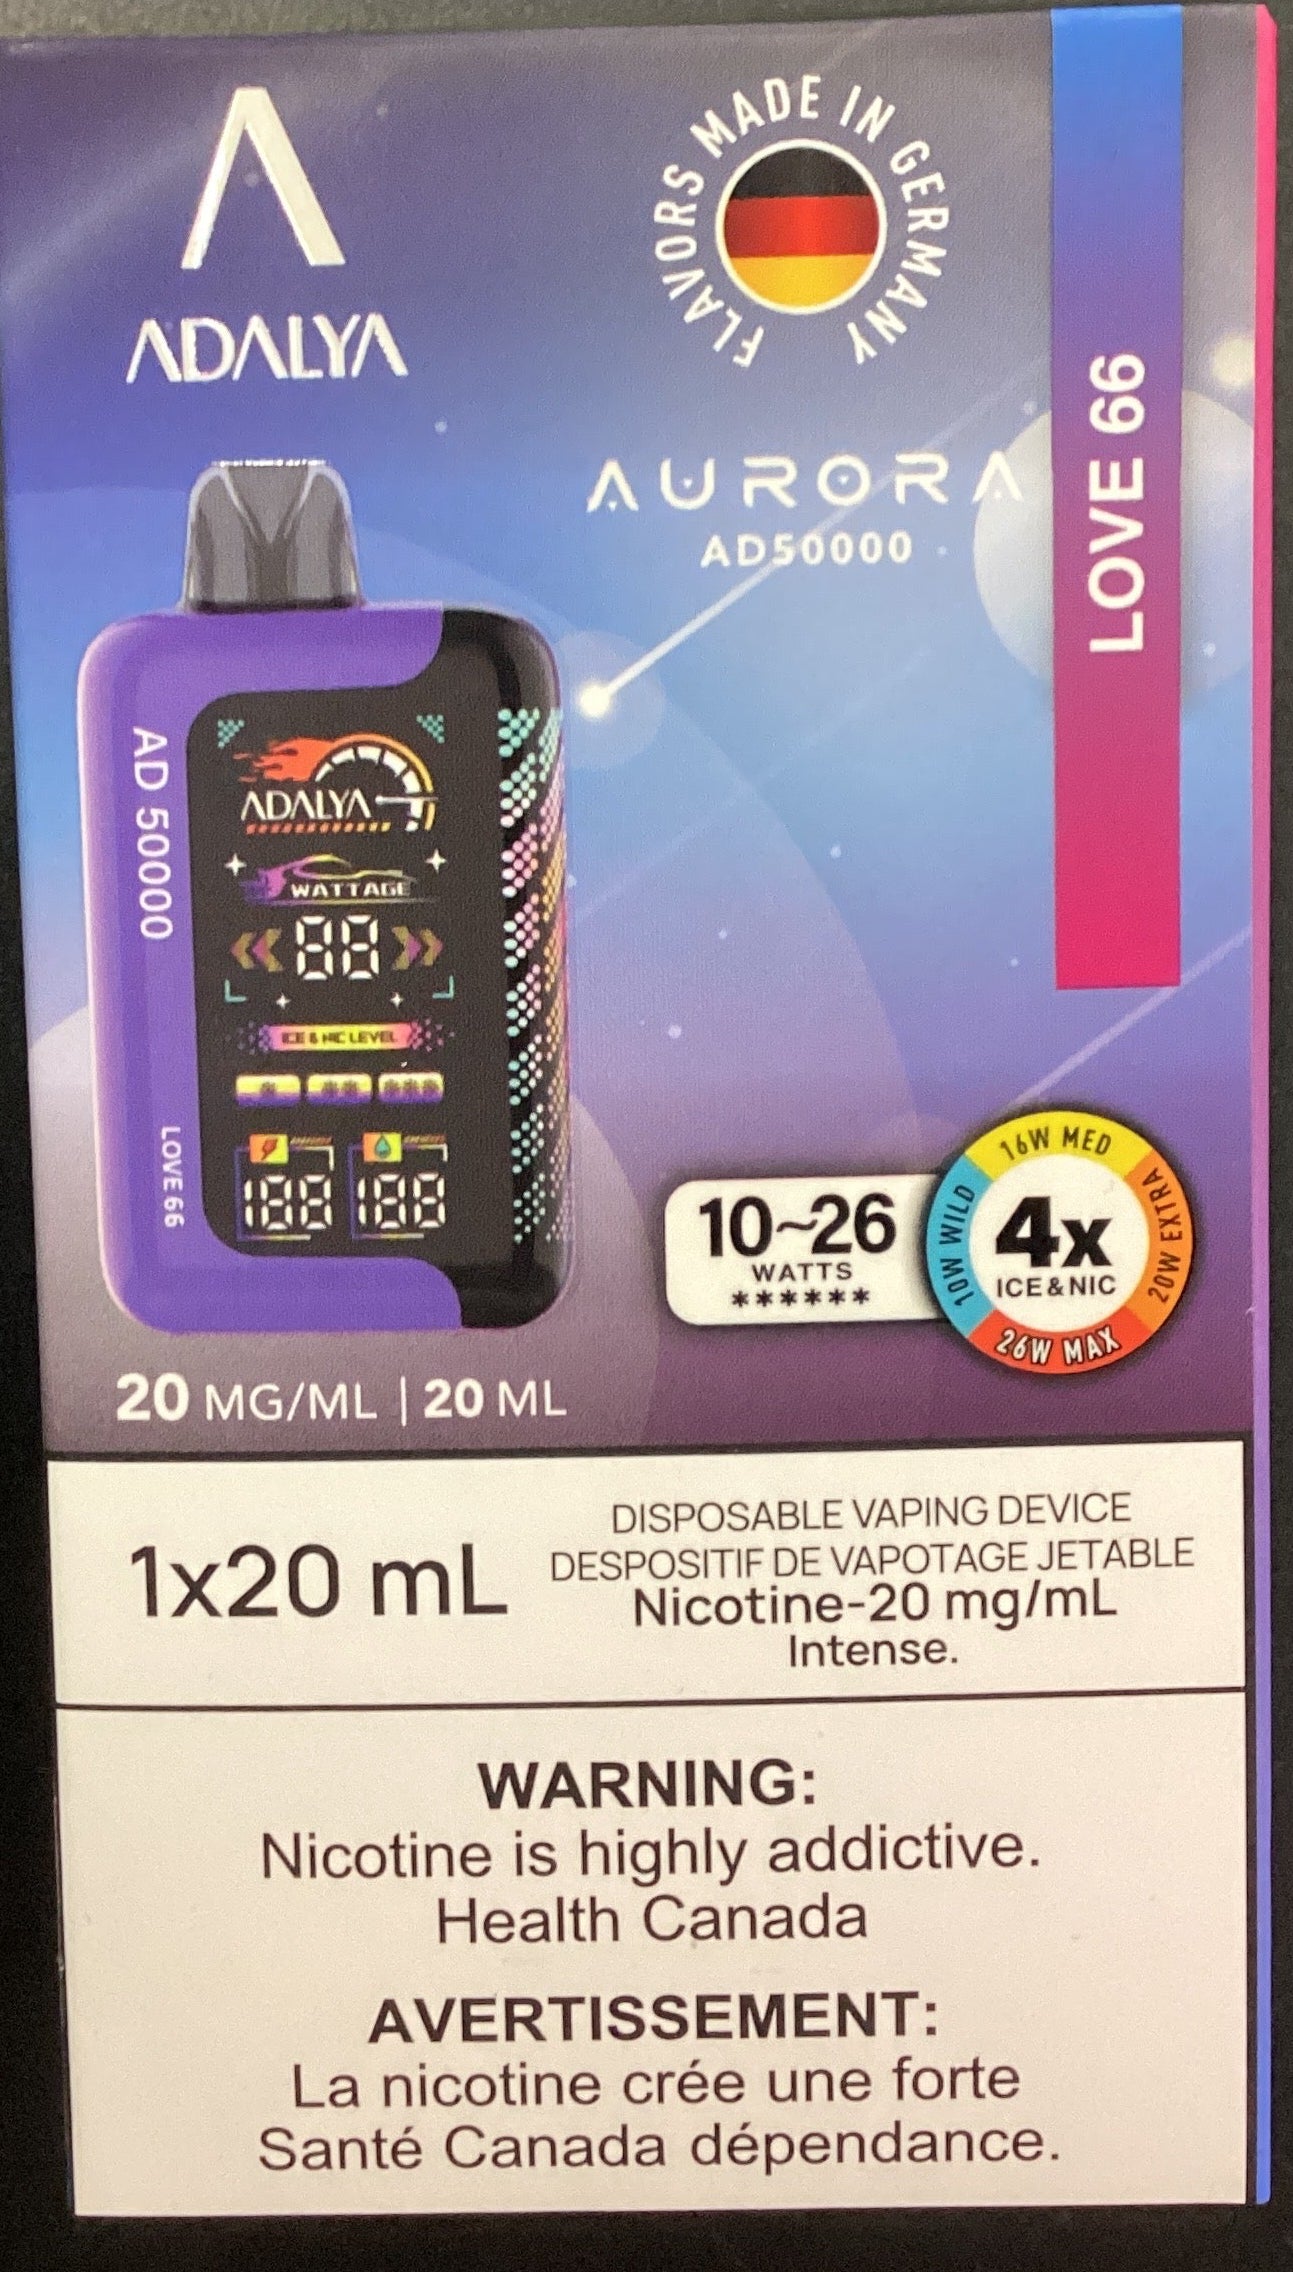 ADALYA
FLAVORS MADE IN GERMANY
AURORA
AD50000
LOVE 66
AD 50000
LOVE 66
ADALYA
WATTAGE
88
ICE & NIC LEVEL
188 188
10~26
WATTS
******
16W MED
10W WILD
20W EXTRA
26W MAX
4x
ICE & NIC
20 MG/ML | 20 ML
1x20 mL
DISPOSABLE VAPING DEVICE
DESPOSITIF DE VAPOTAGE JETABLE
Nicotine-20 mg/mL
Intense.
WARNING:
Nicotine is highly addictive.
Health Canada
AVERTISSEMENT:
La nicotine crée une forte
Santé Canada dépendance.